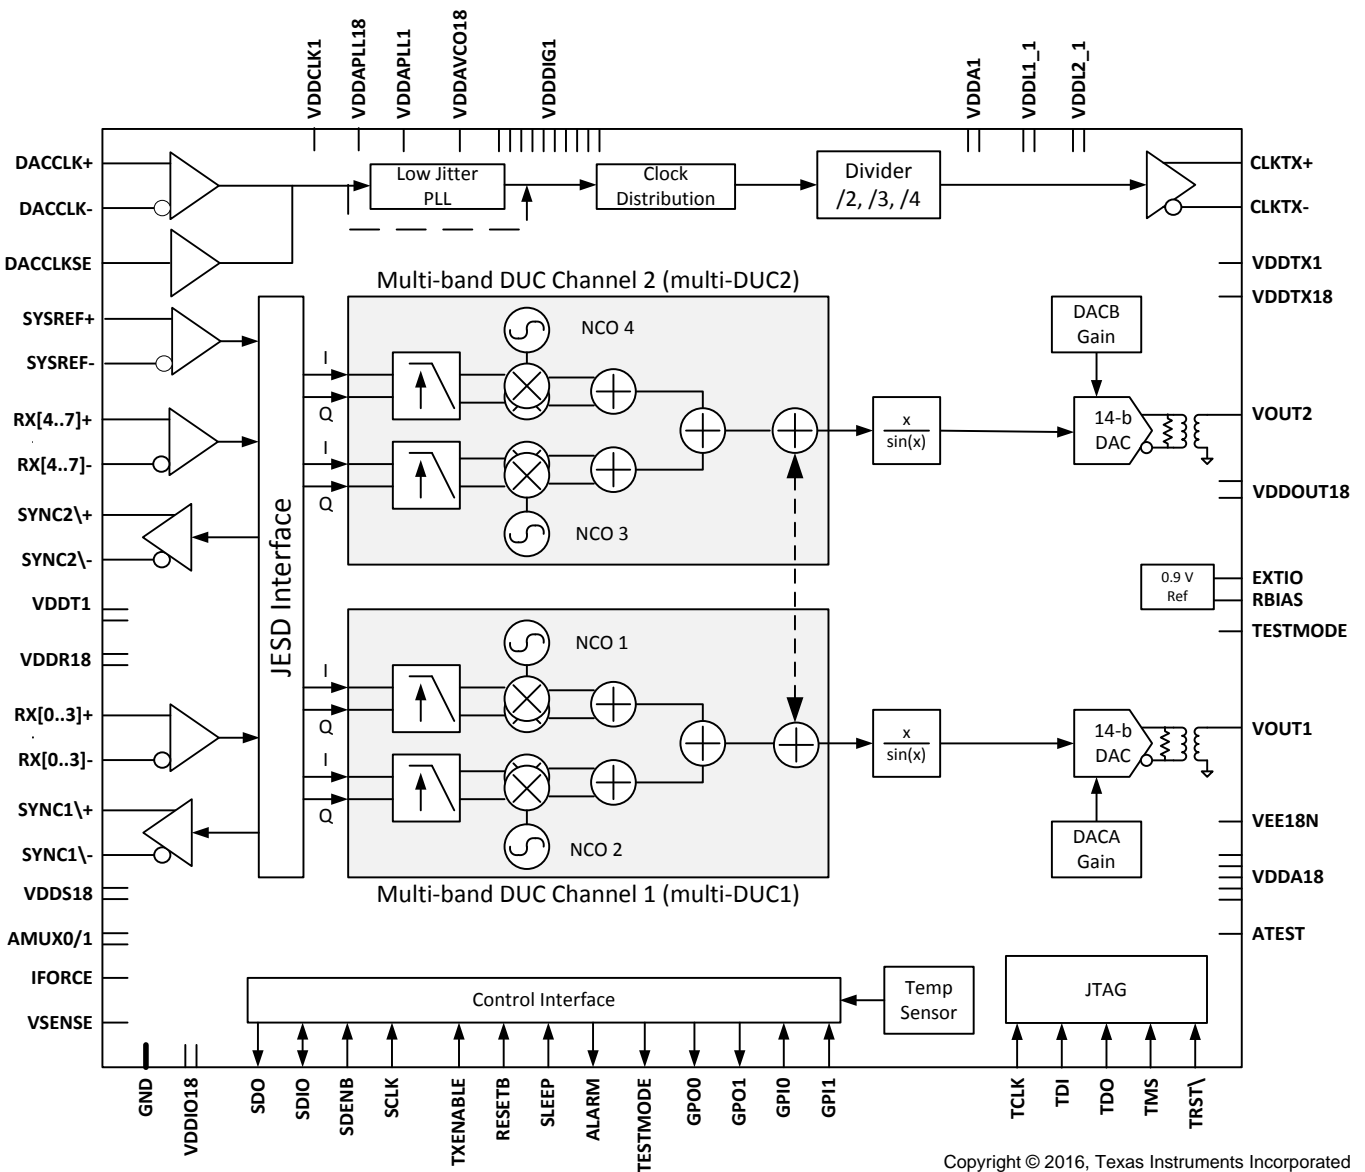 VDDCLK1
VDDAPLL18
VDDAPLL1
VDDAVCO18
VDDDIG1
VDDA1
VDDL1_1
VDDL2_1
DACCLK+
DACCLK-
DACCLKSE
SYSREF+
SYSREF-
RX[4..7]+
RX[4..7]-
SYNC2\+
SYNC2\-
VDDT1
VDDR18
RX[0..3]+
RX[0..3]-
SYNC1\+
SYNC1\-
VDDS18
AMUX0/1
IFORCE
VSENSE
Low Jitter
PLL
Clock
Distribution
Divider
/2, /3, /4
JESD Interface
Multi-band DUC Channel 2 (multi-DUC2)
I
Q
NCO 4
I
Q
NCO 3
x
sin(x)
DACB
Gain
14-b
DAC
I
Q
NCO 1
I
Q
NCO 2
Multi-band DUC Channel 1 (multi-DUC1)
x
sin(x)
14-b
DAC
DACA
Gain
0.9 V
Ref
CLKTX+
CLKTX-
VDDTX1
VDDTX18
VOUT2
VDDOUT18
EXTIO
RBIAS
TESTMODE
VOUT1
VEE18N
VDDA18
ATEST
Control Interface
Temp
Sensor
JTAG
GND
VDDIO18
SDO
SDIO
SDENB
SCLK
TXENABLE
RESETB
SLEEP
ALARM
TESTMODE
GPO0
GPO1
GPI0
GPI1
TCLK
TDI
TDO
TMS
TRST\
Copyright © 2016, Texas Instruments Incorporated